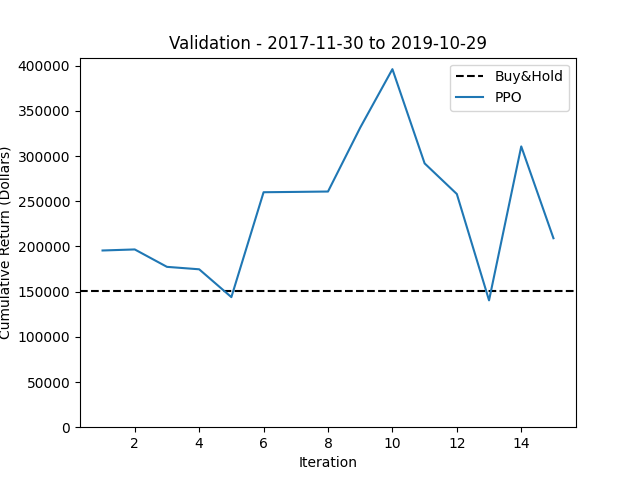 Validation - 2017-11-30 to 2019-10-29
Cumulative Return (Dollars)
400000
350000
300000
250000
200000
150000
100000
50000
0
Buy&Hold
PPO
2 4 6 8 10 12 14
Iteration